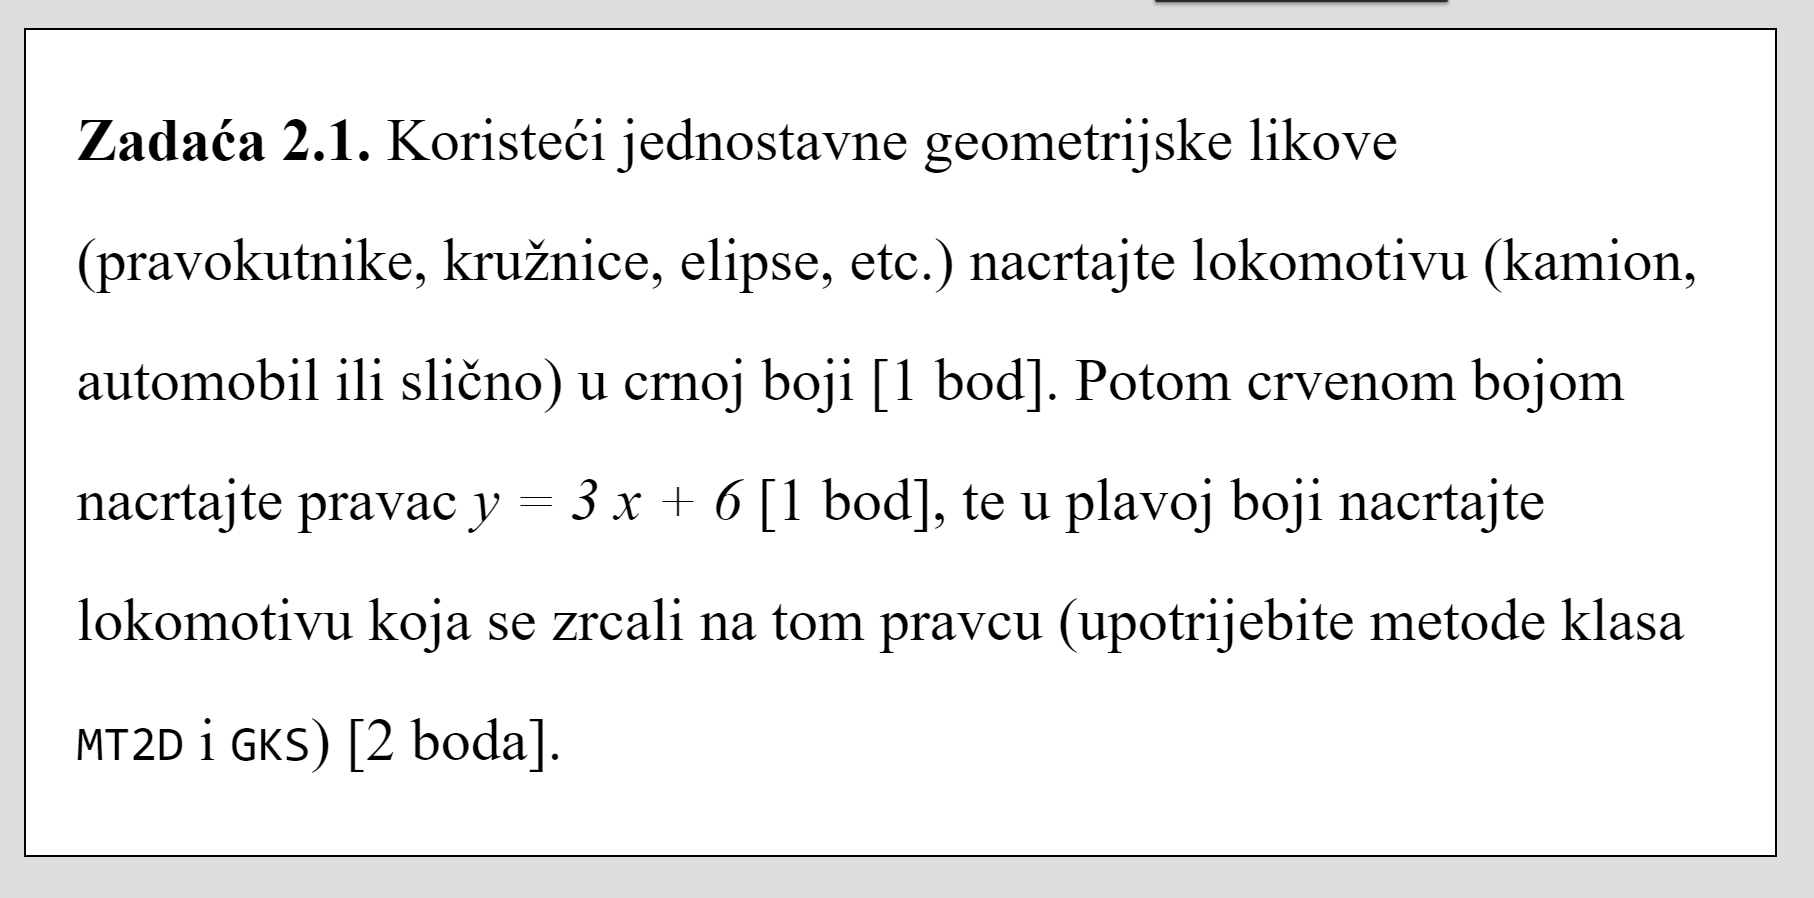 Zadaća 2.1. Koristeći jednostavne geometrijske likove
(pravokutnike, kružnice, elipse, etc.) nacrtajte lokomotivu (kamion,
automobil ili slično) u crnoj boji [1 bod]. Potom crvenom bojom
nacrtajte pravac y = 3 x + 6 [1 bod], te u plavoj boji nacrtajte
lokomotivu koja se zrcali na tom pravcu (upotrijebite metode klasa
MT2D i GKS) [2 boda].